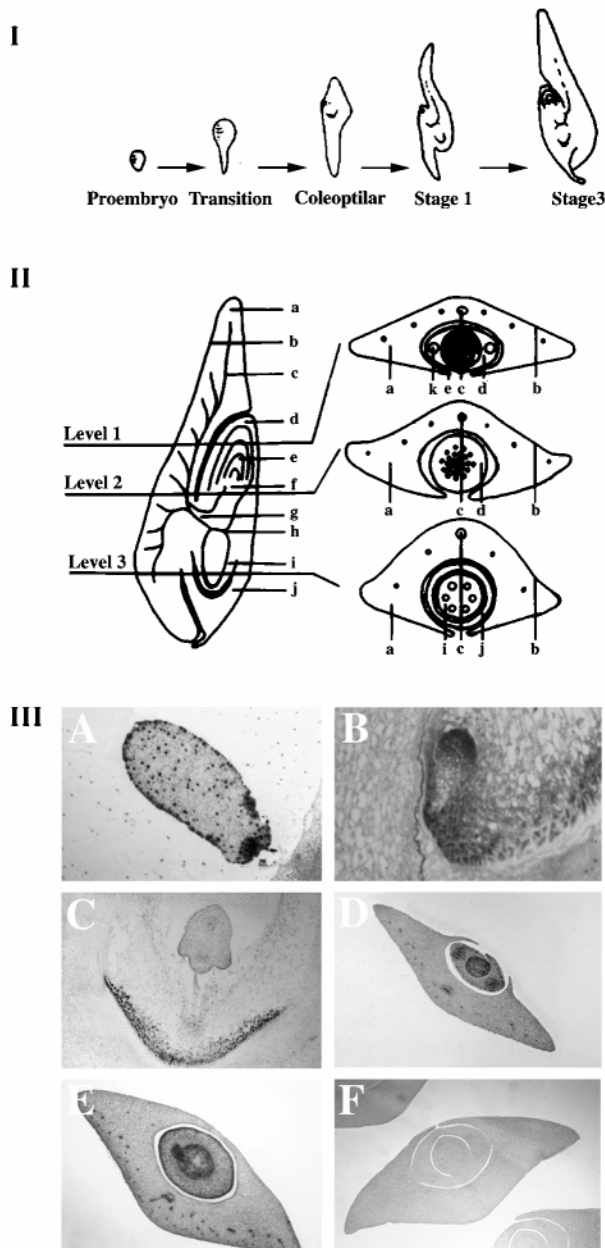 I
Proembryo Transition Coleoptilar Stage 1 Stage3
II
a
b
c
d
Level 1
e
Level 2
f
g
h
Level 3
i
j
a k e c d b
a c d b
a i c j b
III
A B
C D
E F